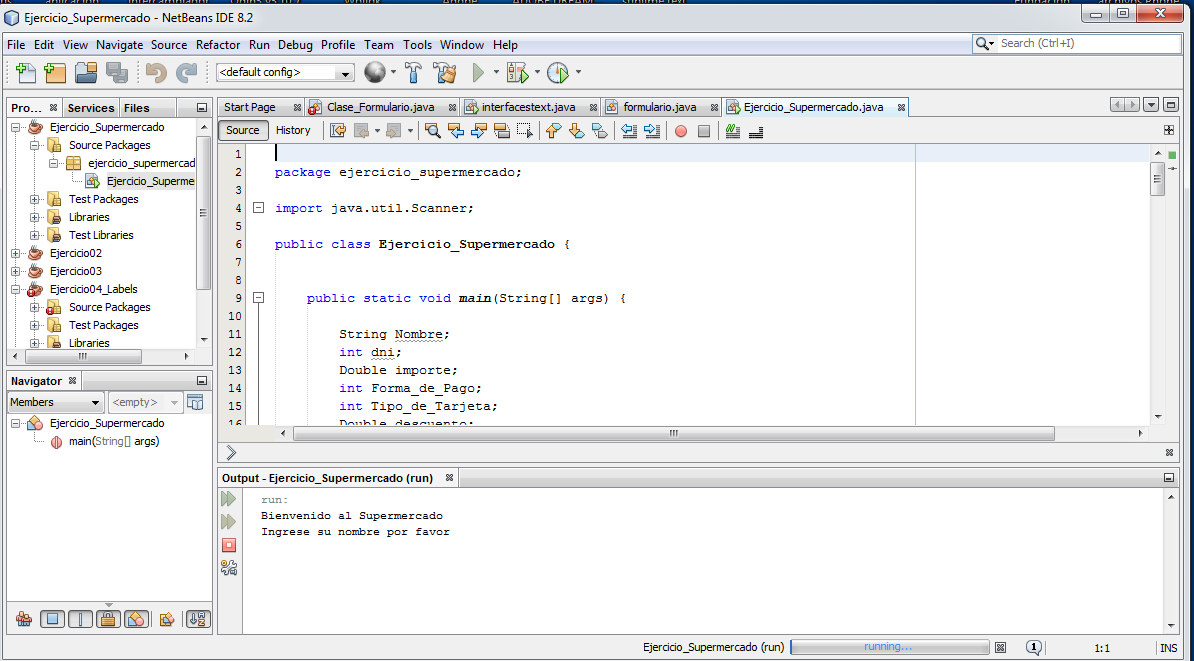 Ejercicio_Supermercado - NetBeans IDE 8.2
File Edit View Navigate Source Refactor Run Debug Profile Team Tools Window Help
Search (Ctrl+I)
<default config>
Pro... Services Files
Start Page Clase_Formulario.java interfacestext.java formulario.java Ejercicio_Supermercado.java
Source History
Ejercicio_Supermercado
Source Packages
ejercicio_supermercad
Ejercicio_Superme
Test Packages
Libraries
Test Libraries
Ejercicio02
Ejercicio03
Ejercicio04_Labels
Source Packages
Test Packages
Libraries
Navigator
Members <empty>
Ejercicio_Supermercado
main(String[] args)
1
2 package ejercicio_supermercado;
3
4 import java.util.Scanner;
5
6 public class Ejercicio_Supermercado {
7
8
9 public static void main(String[] args) {
10
11 String Nombre;
12 int dni;
13 Double importe;
14 int Forma_de_Pago;
15 int Tipo_de_Tarjeta;
16 Double descuento;
Output - Ejercicio_Supermercado (run)
run:
Bienvenido al Supermercado
Ingrese su nombre por favor
Ejercicio_Supermercado (run) running... 1 1:1 INS